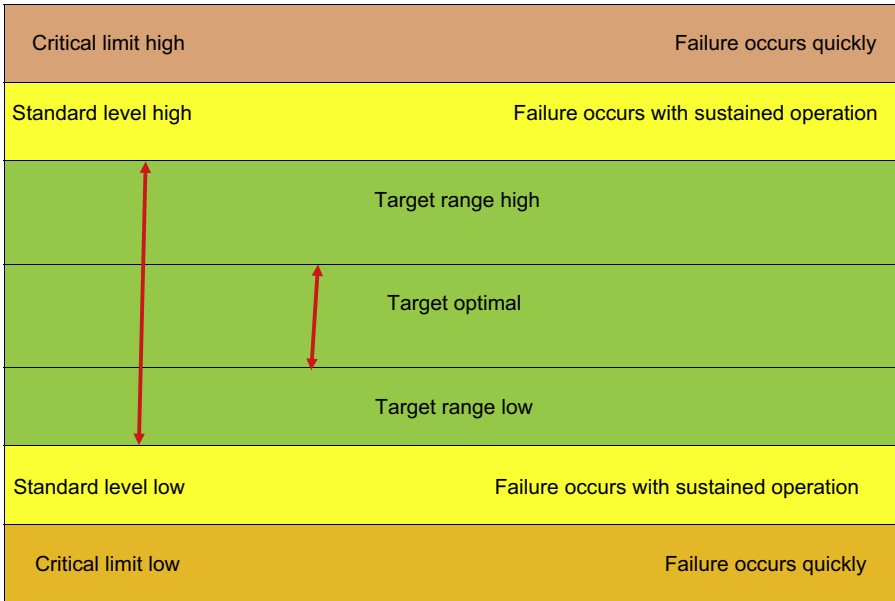 Critical limit high Failure occurs quickly
Standard level high Failure occurs with sustained operation
Target range high
Target optimal
Target range low
Standard level low Failure occurs with sustained operation
Critical limit low Failure occurs quickly